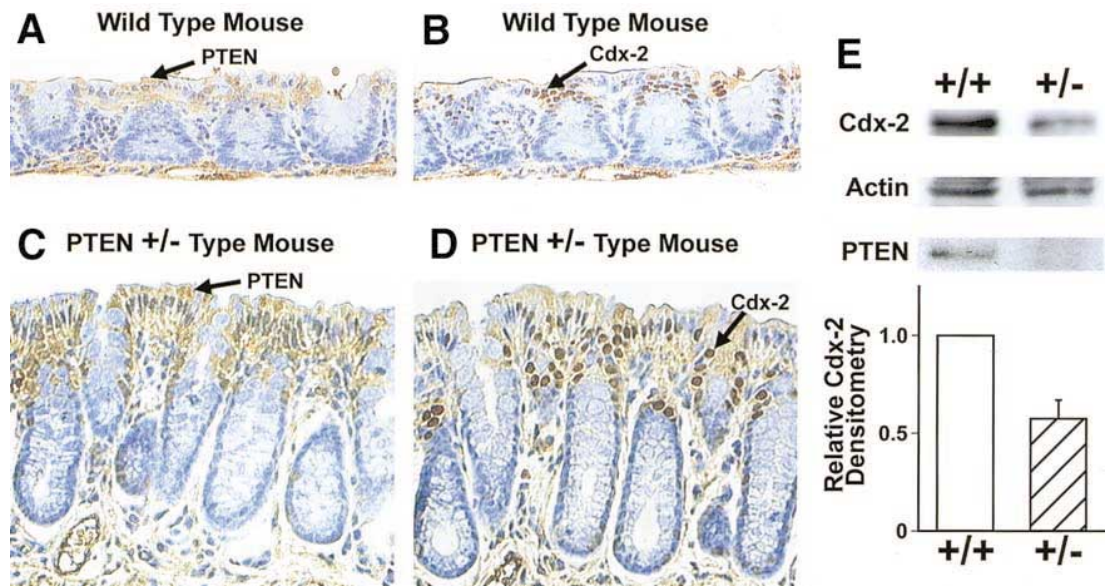 A Wild Type Mouse
PTEN
B Wild Type Mouse
Cdx-2
C PTEN +/- Type Mouse
PTEN
D PTEN +/- Type Mouse
Cdx-2
E
+/+ +/-
Cdx-2
Actin
PTEN
Relative Cdx-2
Densitometry
1.0
0.5
0
+/+ +/-